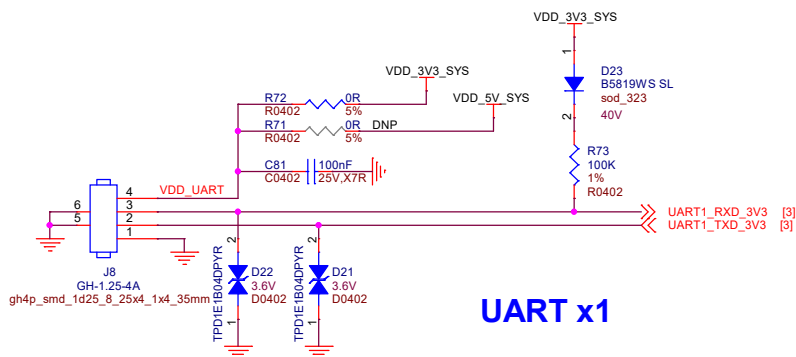 VDD_3V3_SYS
1
D23
B5819WS SL
sod_323
40V
2
VDD_3V3_SYS
VDD_5V_SYS
R72
0R
R0402
5%
R71
0R
DNP
R0402
5%
C81
100nF
C0402
25V,X7R
R73
100K
1%
R0402
VDD_UART
4
3
2
1
6
5
UART1_RXD_3V3 [3]
UART1_TXD_3V3 [3]
J8
GH-1.25-4A
gh4p_smd_1d25_8_25x4_1x4_35mm
TPD1E1B04DPYR
2
D22
3.6V
D0402
1
TPD1E1B04DPYR
2
D21
3.6V
D0402
1
UART x1